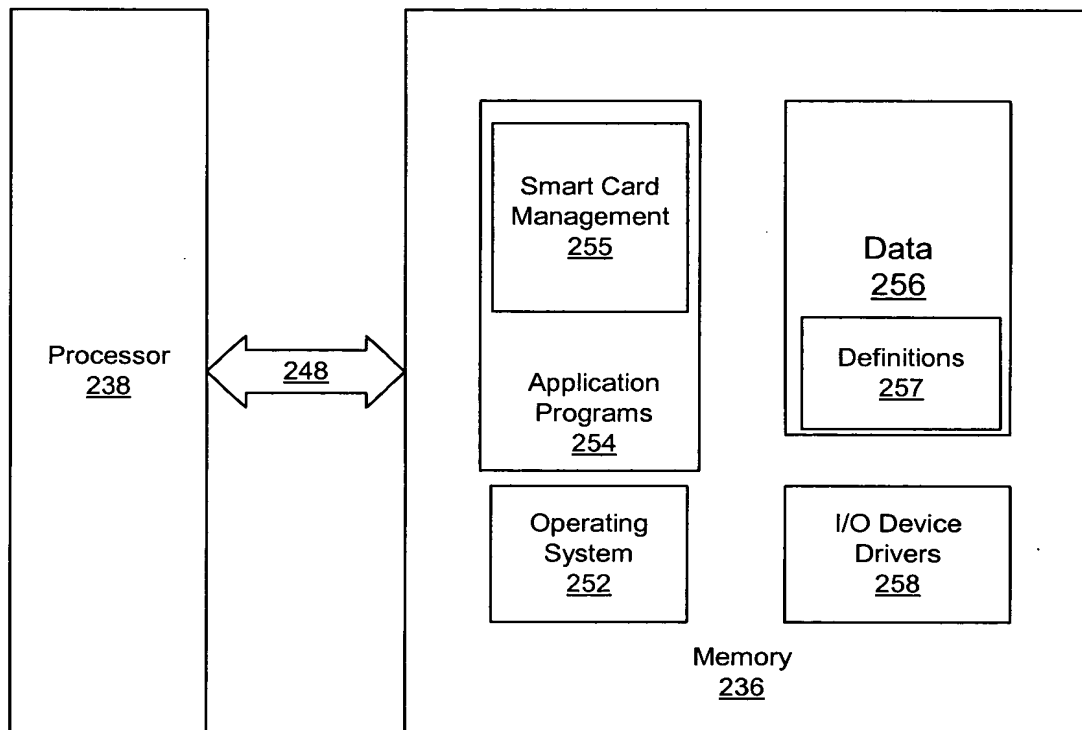 Processor
238
248
Smart Card
Management
255
Application
Programs
254
Data
256
Definitions
257
Operating
System
252
I/O Device
Drivers
258
Memory
236